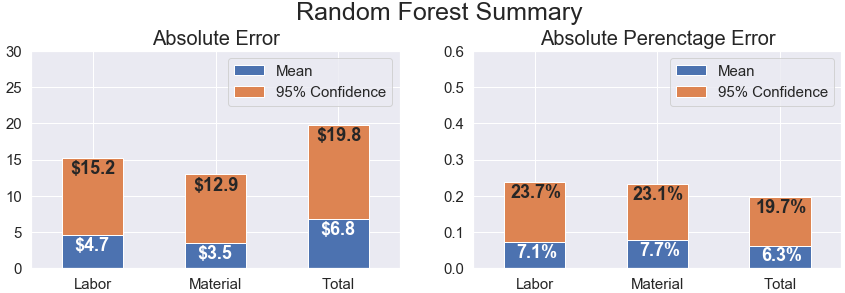 Random Forest Summary
Absolute Error
30
25
20
15
10
5
0
Mean
95% Confidence
$15.2
$12.9
$19.8
$4.7
$3.5
$6.8
Labor
Material
Total
Absolute Perenctage Error
0.6
0.5
0.4
0.3
0.2
0.1
0.0
Mean
95% Confidence
23.7%
23.1%
19.7%
7.1%
7.7%
6.3%
Labor
Material
Total